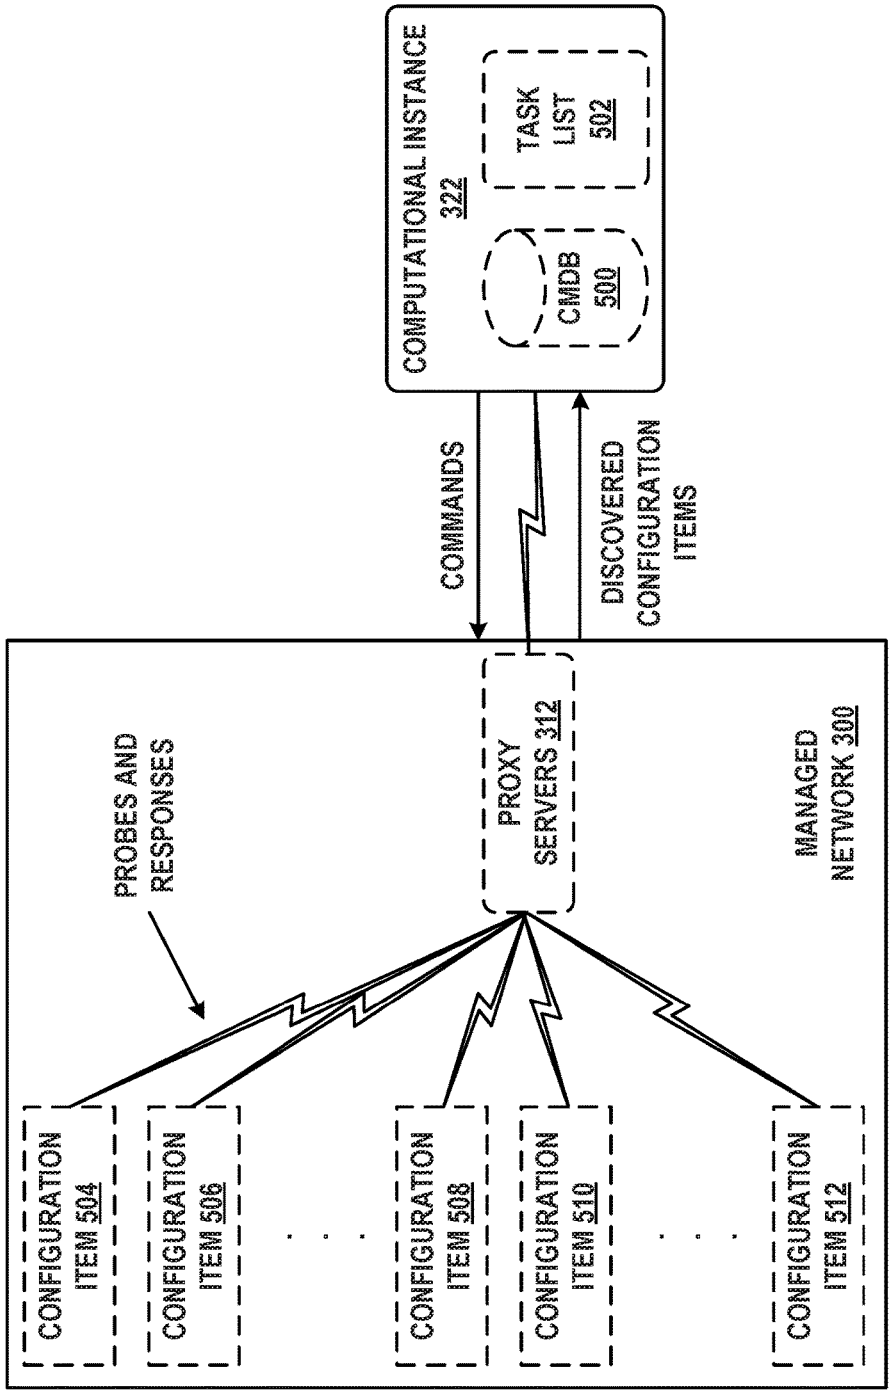 COMPUTATIONAL INSTANCE
322
CMDB
500
TASK
LIST
502
COMMANDS
DISCOVERED
CONFIGURATION
ITEMS
PROBES AND
RESPONSES
PROXY
SERVERS 312
MANAGED
NETWORK 300
CONFIGURATION
ITEM 504
CONFIGURATION
ITEM 506
. . .
CONFIGURATION
ITEM 508
CONFIGURATION
ITEM 510
. . .
CONFIGURATION
ITEM 512